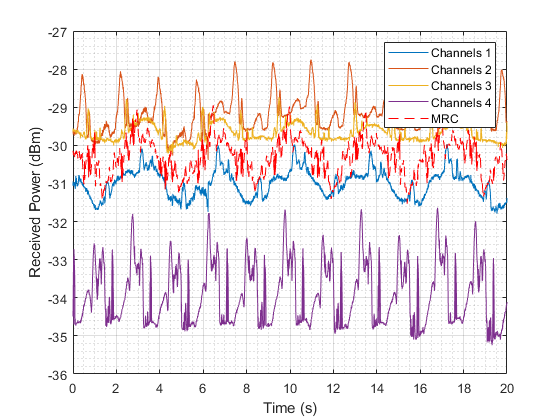 -27
-28
-29
-30
-31
-32
-33
-34
-35
-36
Received Power (dBm)
0 2 4 6 8 10 12 14 16 18 20
Time (s)
Channels 1
Channels 2
Channels 3
Channels 4
MRC